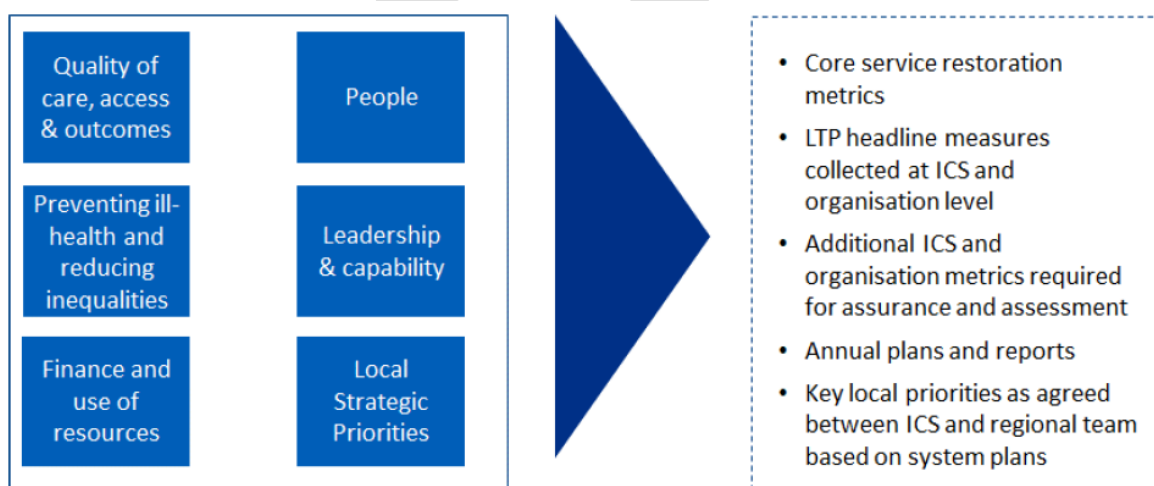 Quality of
care, access
& outcomes
People
Preventing ill-
health and
reducing
inequalities
Leadership
& capability
Finance and
use of
resources
Local
Strategic
Priorities
• Core service restoration
metrics
• LTP headline measures
collected at ICS and
organisation level
• Additional ICS and
organisation metrics required
for assurance and assessment
• Annual plans and reports
• Key local priorities as agreed
between ICS and regional team
based on system plans